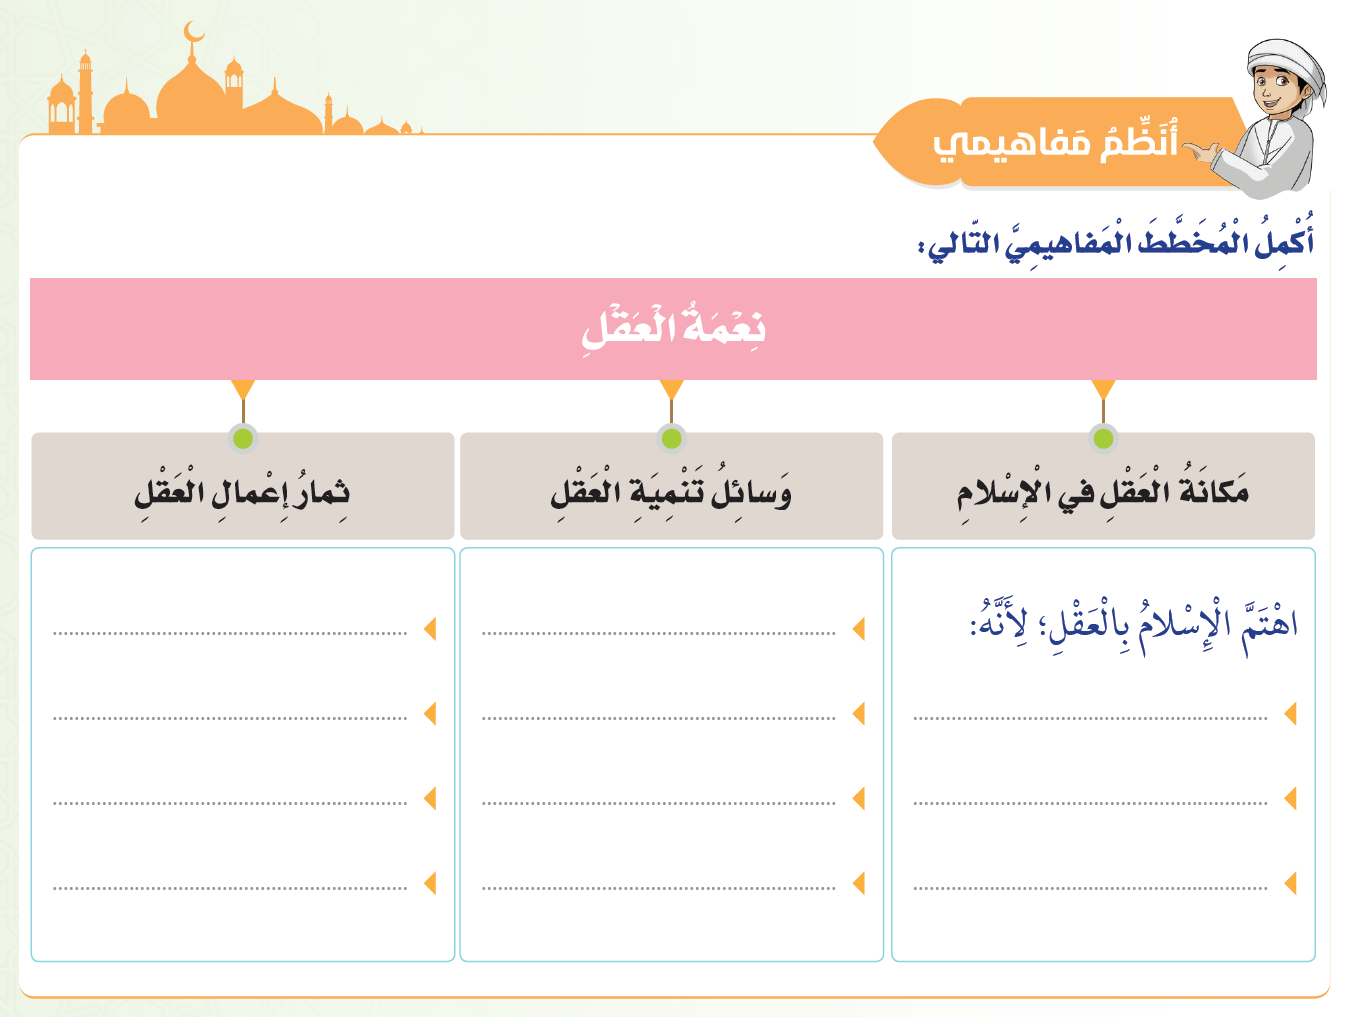 أُنَظِّمُ مَفاهيمي
أُكْمِلُ الْمُخَطَّطَ الْمَفاهيمِيَّ التّالي:
نِعْمَةُ الْعَقْلِ
مَكانَةُ الْعَقْلِ في الْإِسْلامِ
وَسائِلُ تَنْمِيَةِ الْعَقْلِ
ثِمارُ إِعْمالِ الْعَقْلِ
اهْتَمَّ الْإِسْلامُ بِالْعَقْلِ؛ لِأَنَّهُ: